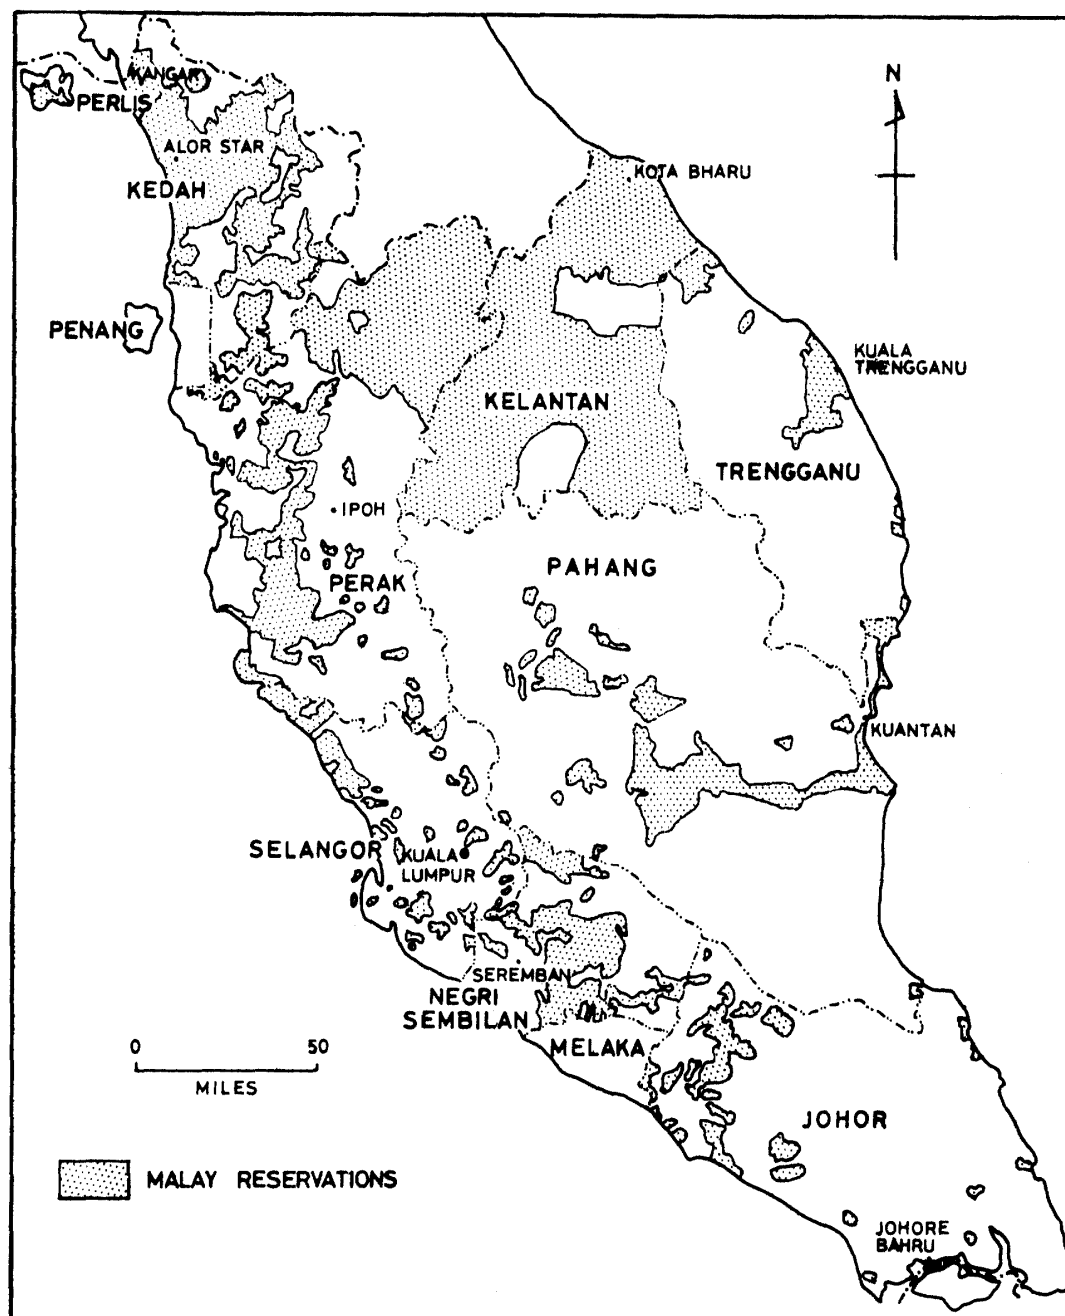 N
KANGAR
PERLIS
ALOR STAR
KEDAH
KOTA BHARU
PENANG
KUALA
TRENGGANU
KELANTAN
TRENGGANU
IPOH
PERAK
PAHANG
KUANTAN
SELANGOR
KUALA
LUMPUR
SEREMBAN
NEGRI
SEMBILAN
MELAKA
0 50
MILES
JOHOR
MALAY RESERVATIONS
JOHORE
BAHRU